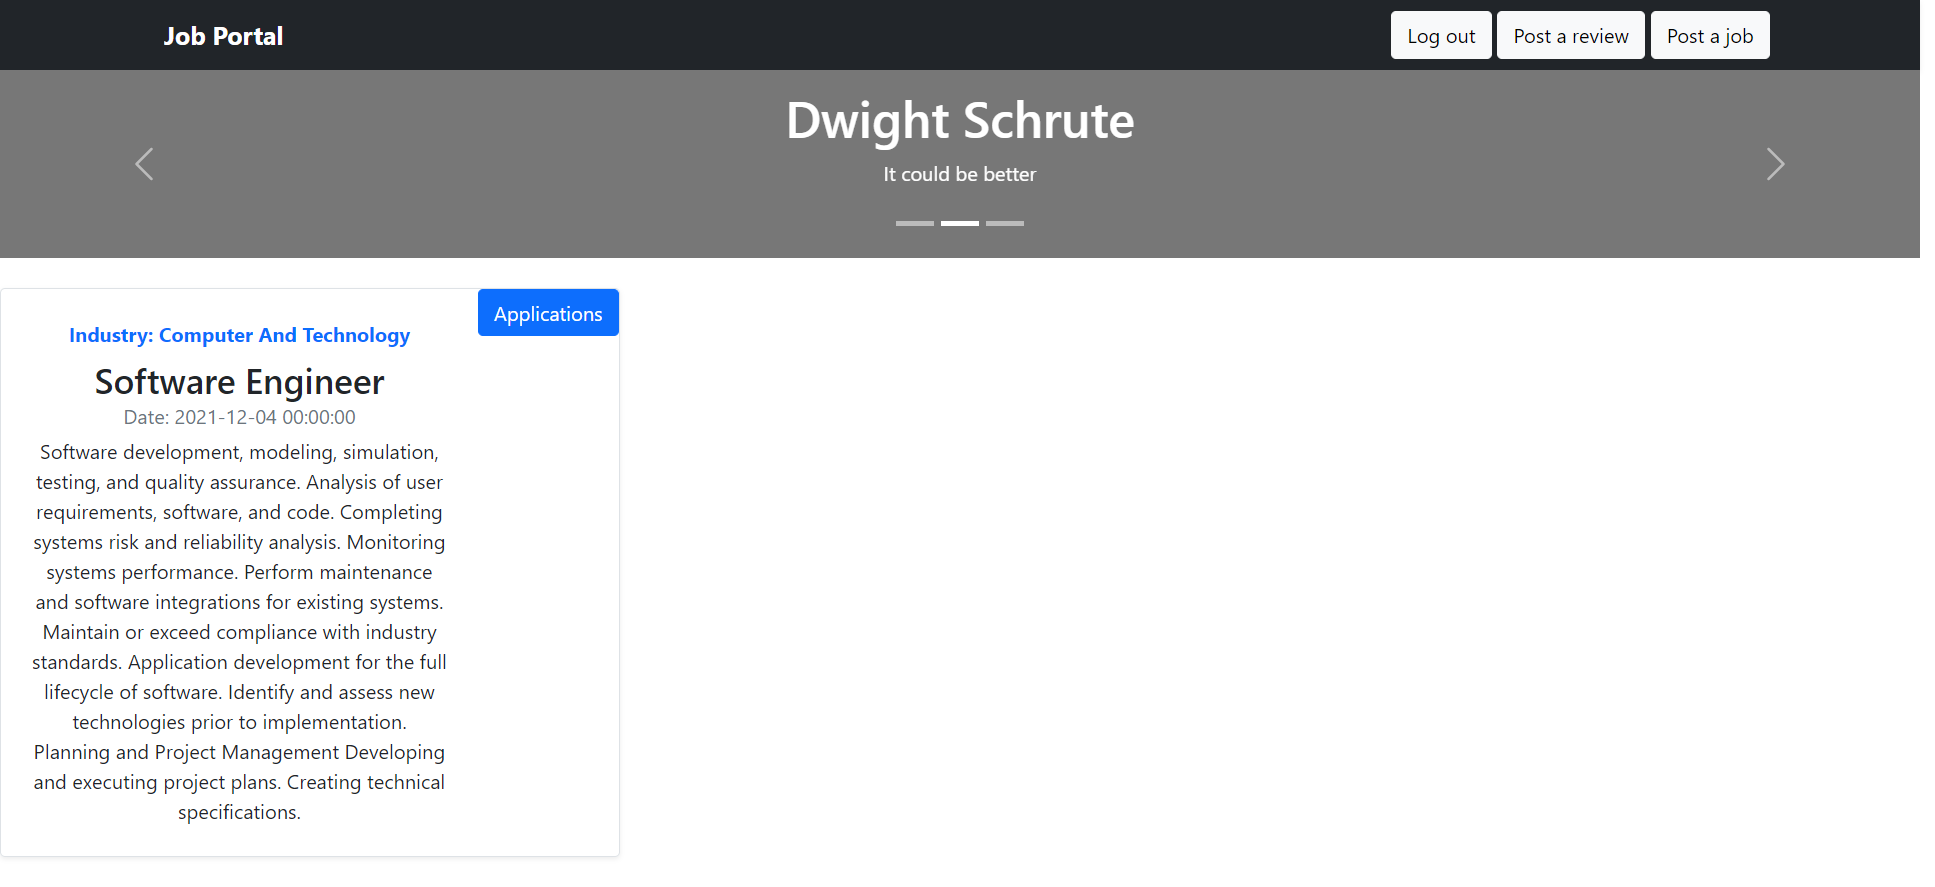 Job Portal
Log out
Post a review
Post a job
Dwight Schrute
It could be better
Applications
Industry: Computer And Technology
Software Engineer
Date: 2021-12-04 00:00:00
Software development, modeling, simulation,
testing, and quality assurance. Analysis of user
requirements, software, and code. Completing
systems risk and reliability analysis. Monitoring
systems performance. Perform maintenance
and software integrations for existing systems.
Maintain or exceed compliance with industry
standards. Application development for the full
lifecycle of software. Identify and assess new
technologies prior to implementation.
Planning and Project Management Developing
and executing project plans. Creating technical
specifications.